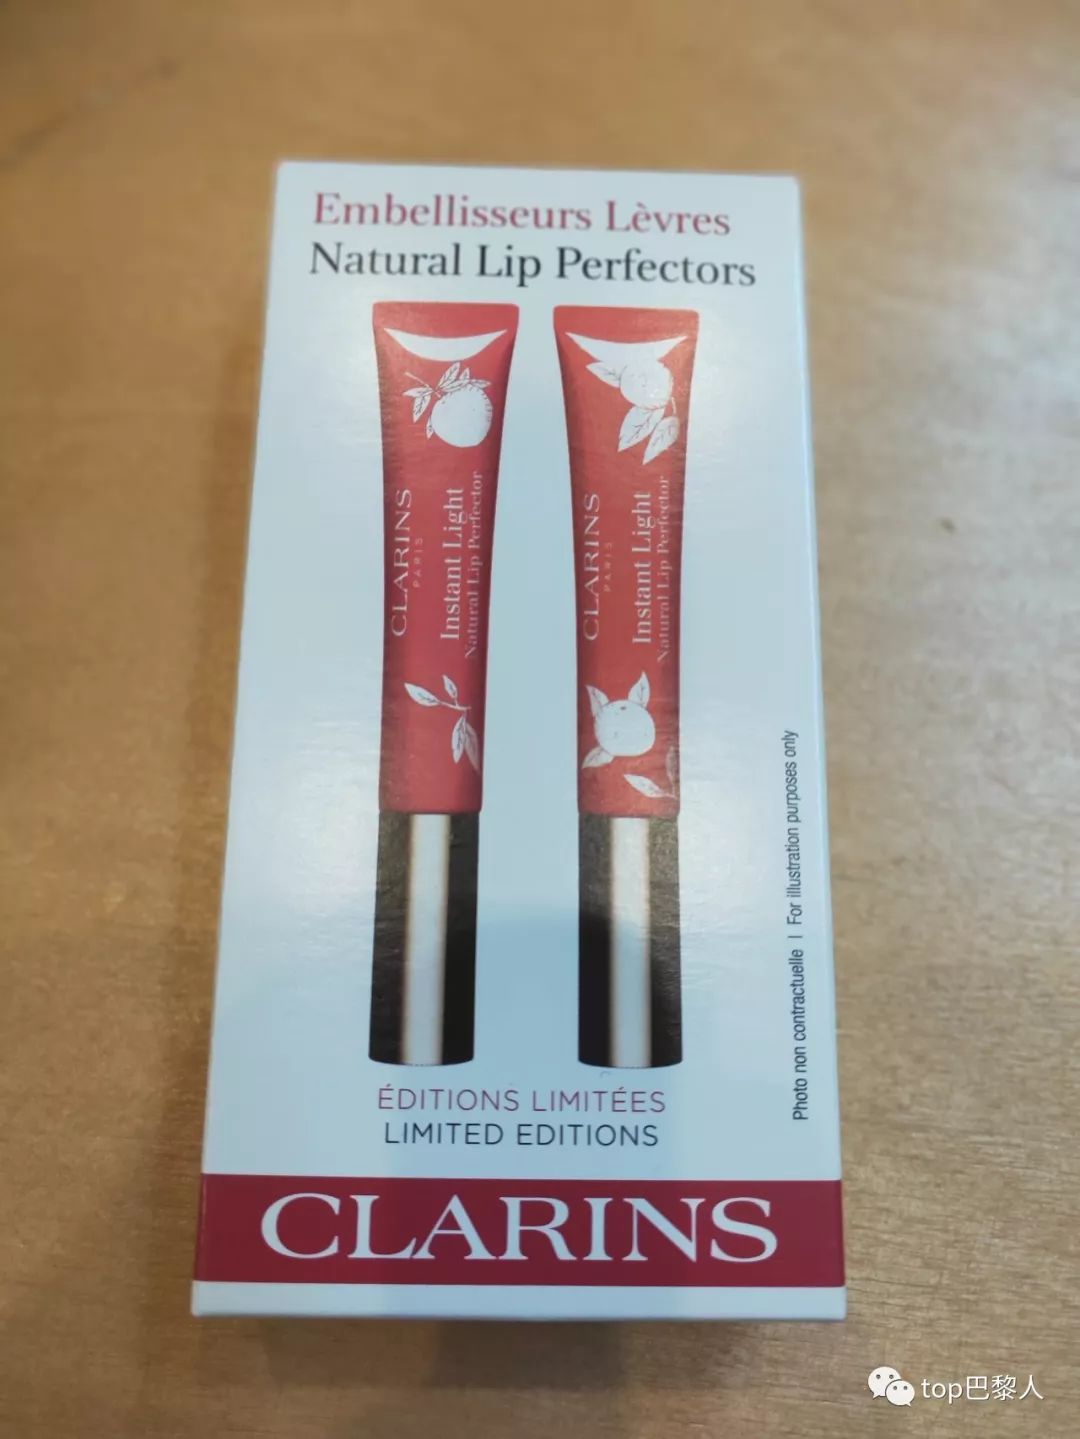 Embellisseurs Lèvres
Natural Lip Perfectors
CLARINS
PARIS
Instant Light
Natural Lip Perfector
CLARINS
PARIS
Instant Light
Natural Lip Perfector
Photo non contractuelle | For illustration purposes only
ÉDITIONS LIMITÉES
LIMITED EDITIONS
CLARINS
top巴黎人